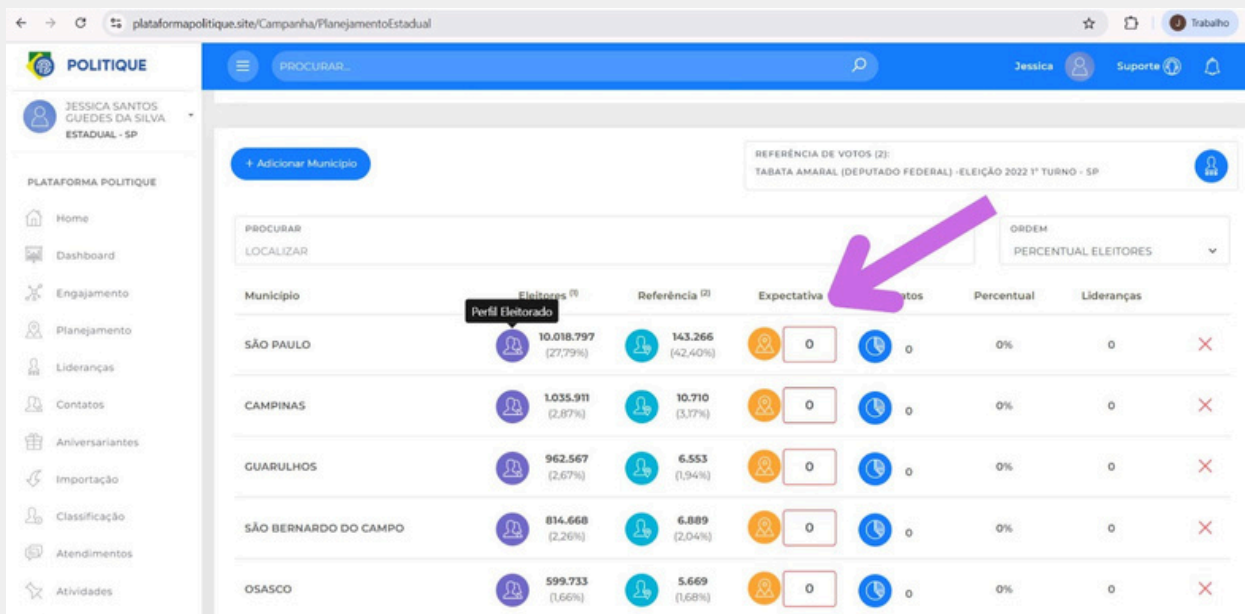 plataformapolitique.site/Campanha/PlanejamentoEstadual
J
Trabalho
POLITIQUE
PROCURAR...
Jessica
Suporte
JESSICA SANTOS
GUEDES DA SILVA
ESTADUAL - SP
+ Adicionar Município
REFERÊNCIA DE VOTOS (2):
TABATA AMARAL (DEPUTADO FEDERAL) -ELEIÇÃO 2022 1° TURNO - SP
PLATAFORMA POLITIQUE
Home
Dashboard
Engajamento
Planejamento
Lideranças
Contatos
Aniversariantes
Importação
Classificação
Atendimentos
Atividades
PROCURAR
LOCALIZAR
ORDEM
PERCENTUAL ELEITORES
Município Eleitores (1) Referência (2) Expectativa atos Percentual Lideranças
Perfil Eleitorado
SÃO PAULO 10.018.797 143.266 0 0 0% 0
(27,79%) (42,40%)
CAMPINAS 1.035.911 10.710 0 0 0% 0
(2,87%) (3,17%)
GUARULHOS 962.567 6.553 0 0 0% 0
(2,67%) (1,94%)
SÃO BERNARDO DO CAMPO 814.668 6.889 0 0 0% 0
(2,26%) (2,04%)
OSASCO 599.733 5.669 0 0 0% 0
(1,66%) (1,68%)